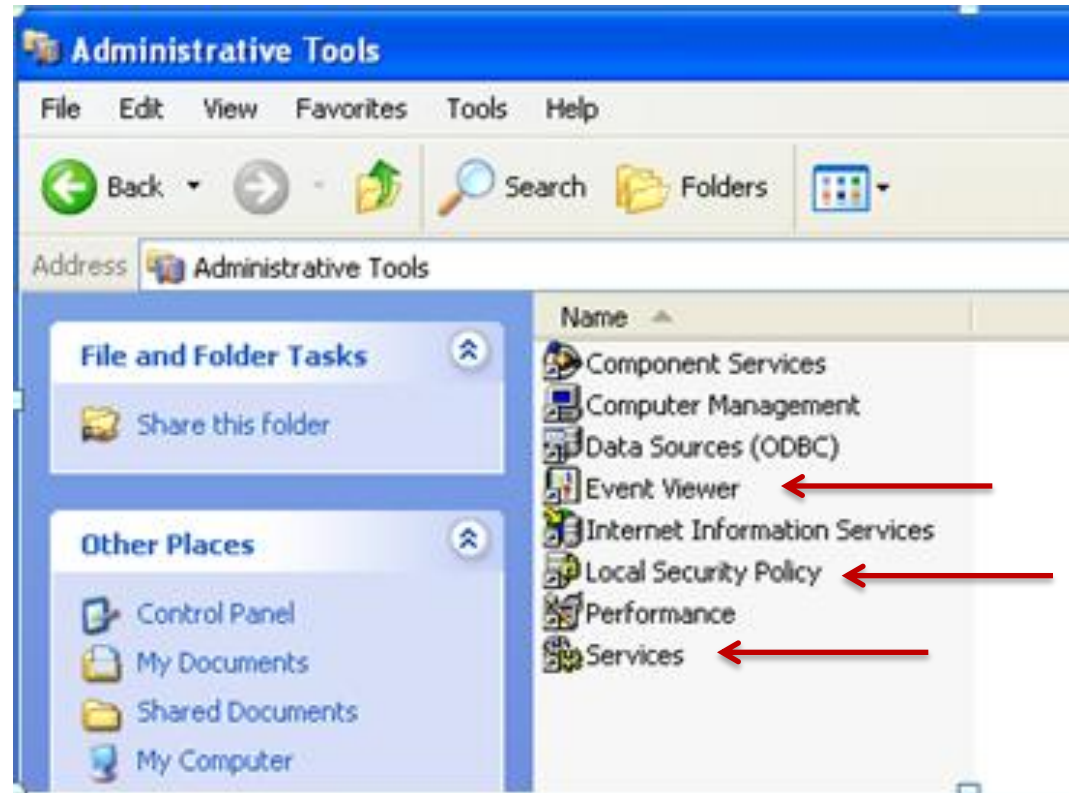 Administrative Tools
File Edit View Favorites Tools Help
Back Search Folders
Address Administrative Tools
File and Folder Tasks
Share this folder
Other Places
Control Panel
My Documents
Shared Documents
My Computer
Name
Component Services
Computer Management
Data Sources (ODBC)
Event Viewer
Internet Information Services
Local Security Policy
Performance
Services